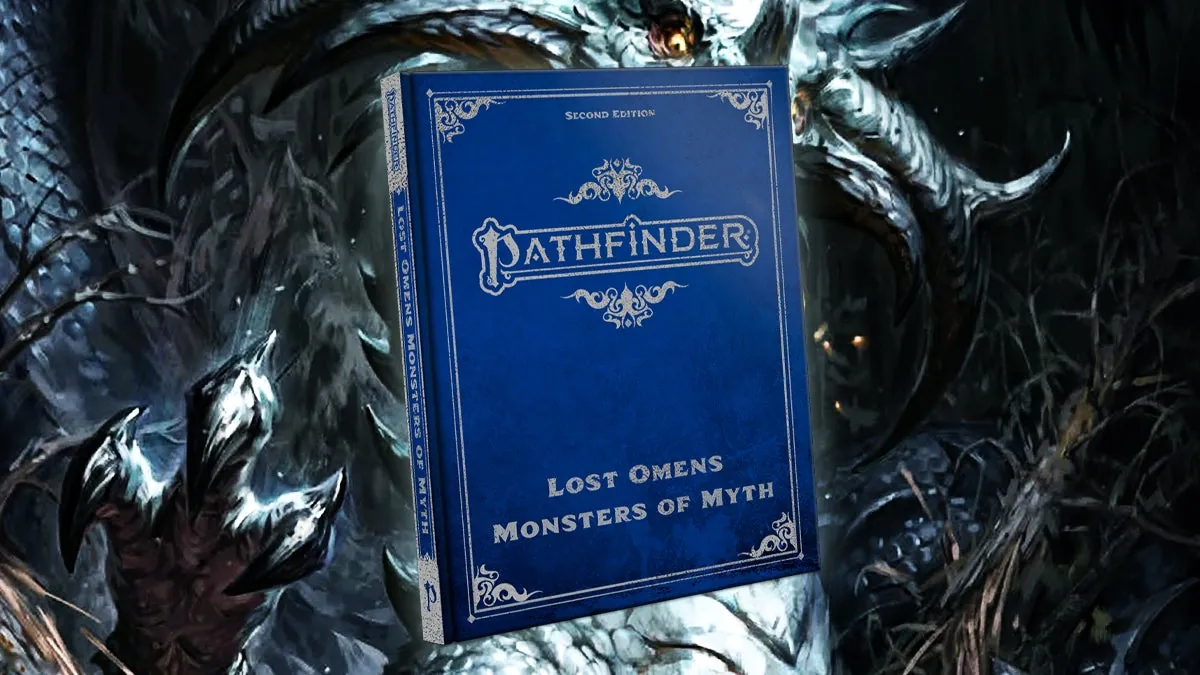 Second Edition
Pathfinder
Lost Omens
Monsters of Myth
Pathfinder Lost Omens Monsters of Myth P